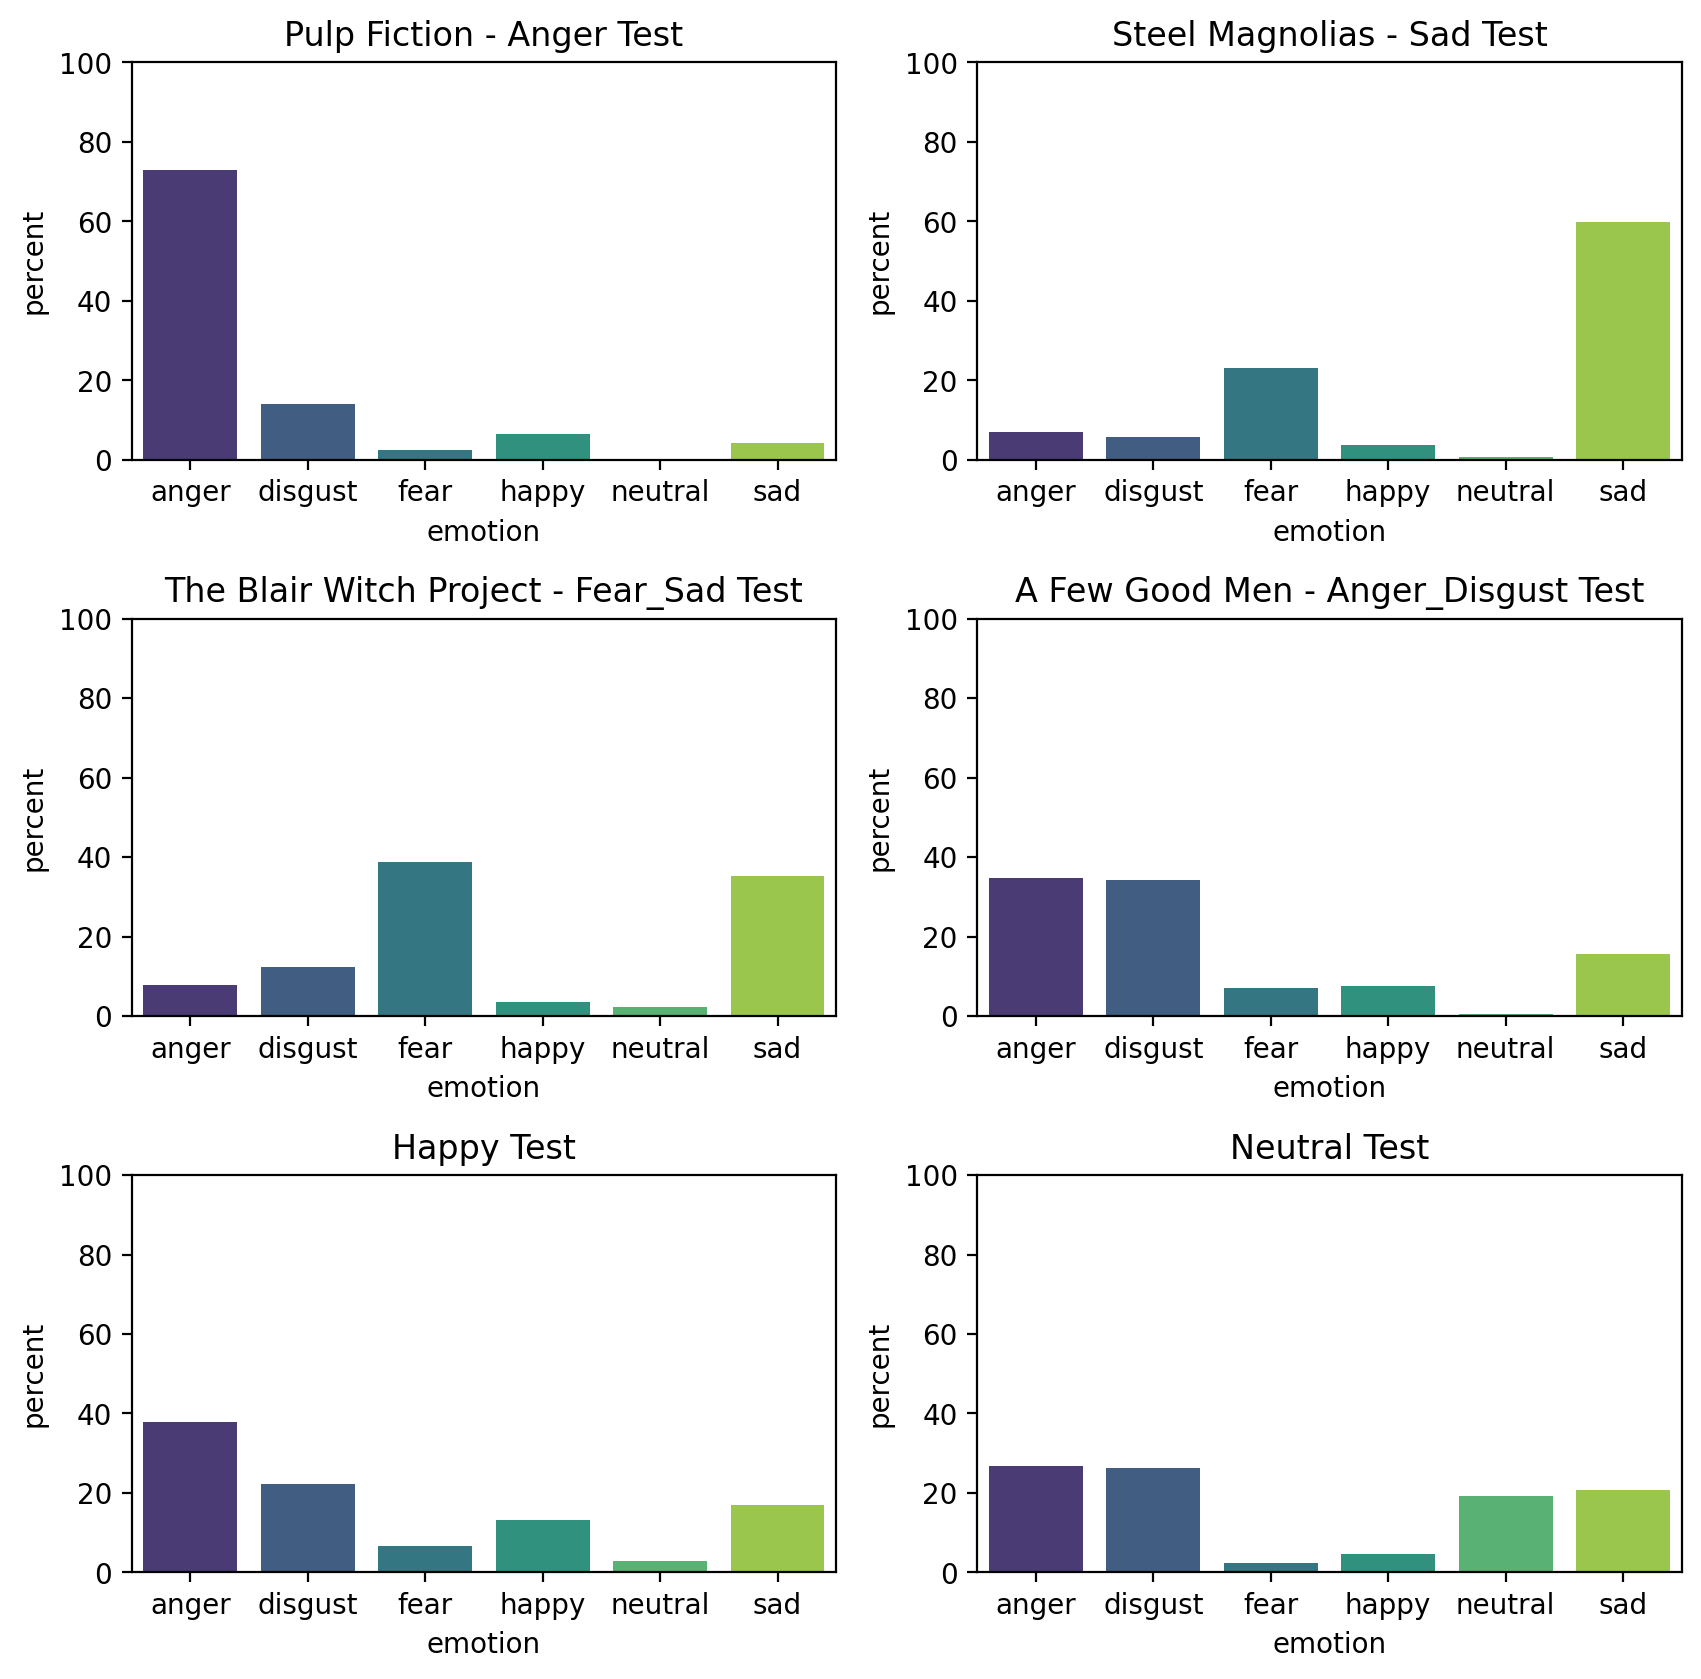 Pulp Fiction - Anger Test
100
80
60
40
20
0
percent
anger disgust fear happy neutral sad
emotion
Steel Magnolias - Sad Test
100
80
60
40
20
0
percent
anger disgust fear happy neutral sad
emotion
The Blair Witch Project - Fear_Sad Test
100
80
60
40
20
0
percent
anger disgust fear happy neutral sad
emotion
A Few Good Men - Anger_Disgust Test
100
80
60
40
20
0
percent
anger disgust fear happy neutral sad
emotion
Happy Test
100
80
60
40
20
0
percent
anger disgust fear happy neutral sad
emotion
Neutral Test
100
80
60
40
20
0
percent
anger disgust fear happy neutral sad
emotion